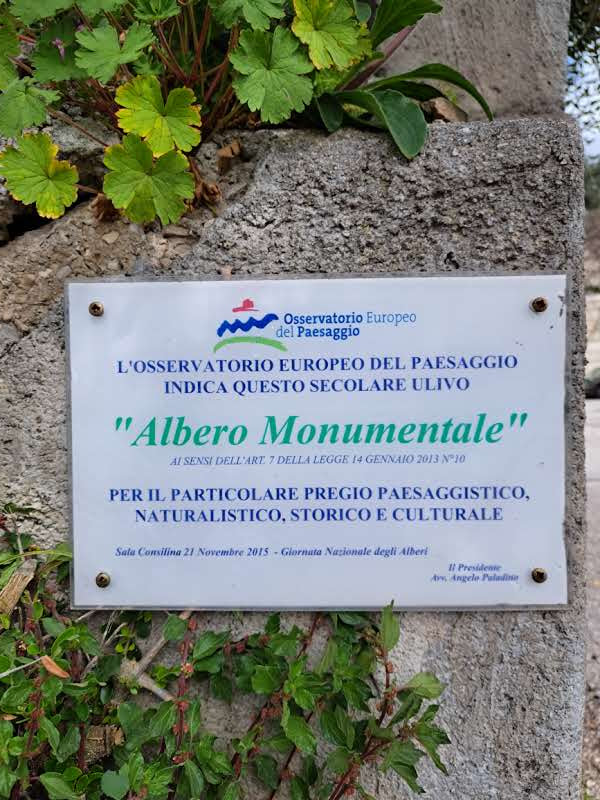 Osservatorio Europeo
del Paesaggio
L'OSSERVATORIO EUROPEO DEL PAESAGGIO
INDICA QUESTO SECOLARE ULIVO
"Albero Monumentale"
AI SENSI DELL'ART. 7 DELLA LEGGE 14 GENNAIO 2013 N°10
PER IL PARTICOLARE PREGIO PAESAGGISTICO,
NATURALISTICO, STORICO E CULTURALE
Sala Consilina 21 Novembre 2015 - Giornata Nazionale degli Alberi
Il Presidente
Avv. Angelo Paladino